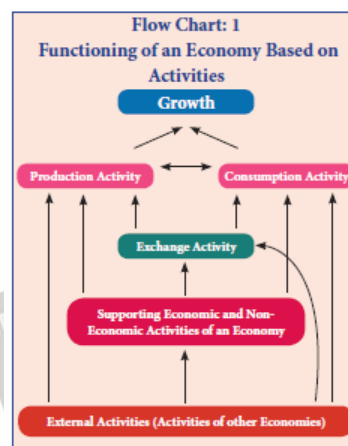 Flow Chart: 1
Functioning of an Economy Based on
Activities
Growth
Production Activity
Consumption Activity
Exchange Activity
Supporting Economic and Non-
Economic Activities of an Economy
External Activities (Activities of other Economies)